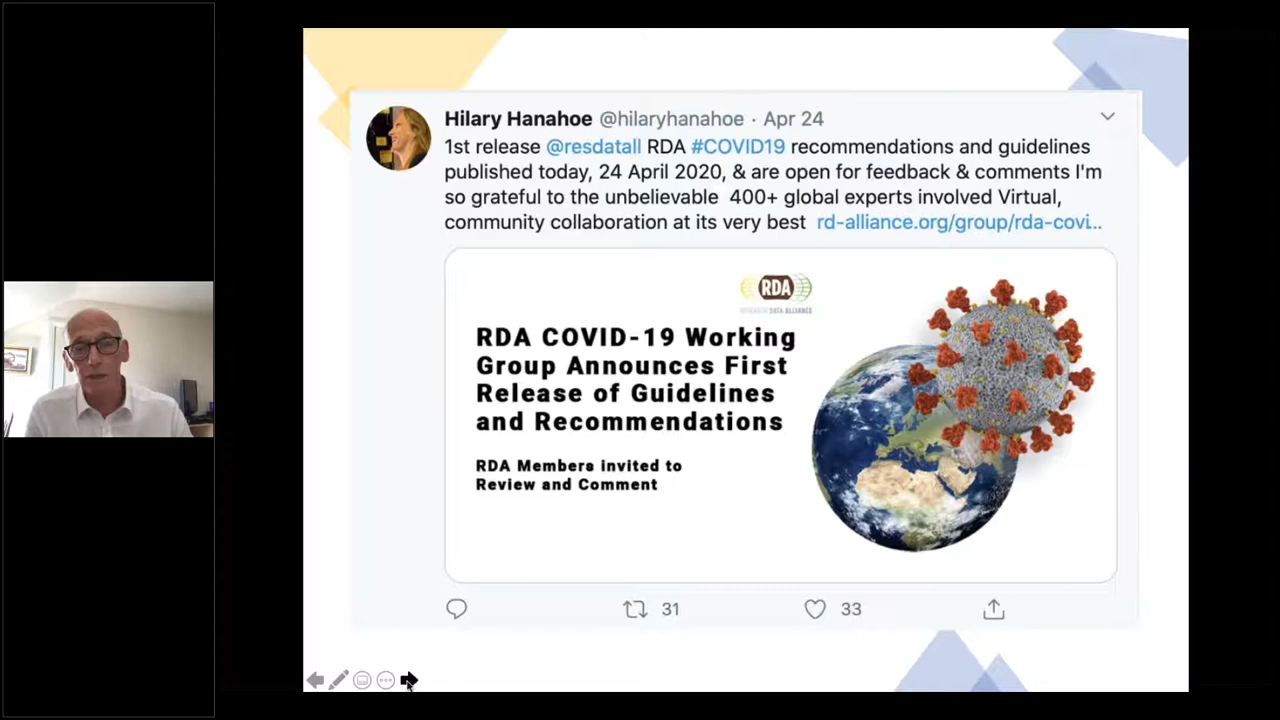 Hilary Hanahoe @hilaryhanahoe · Apr 24
1st release @resdatall RDA #COVID19 recommendations and guidelines
published today, 24 April 2020, & are open for feedback & comments I'm
so grateful to the unbelievable 400+ global experts involved Virtual,
community collaboration at its very best rd-alliance.org/group/rda-covi...
RDA
RDA COVID-19 Working
Group Announces First
Release of Guidelines
and Recommendations
RDA Members invited to
Review and Comment
31
33